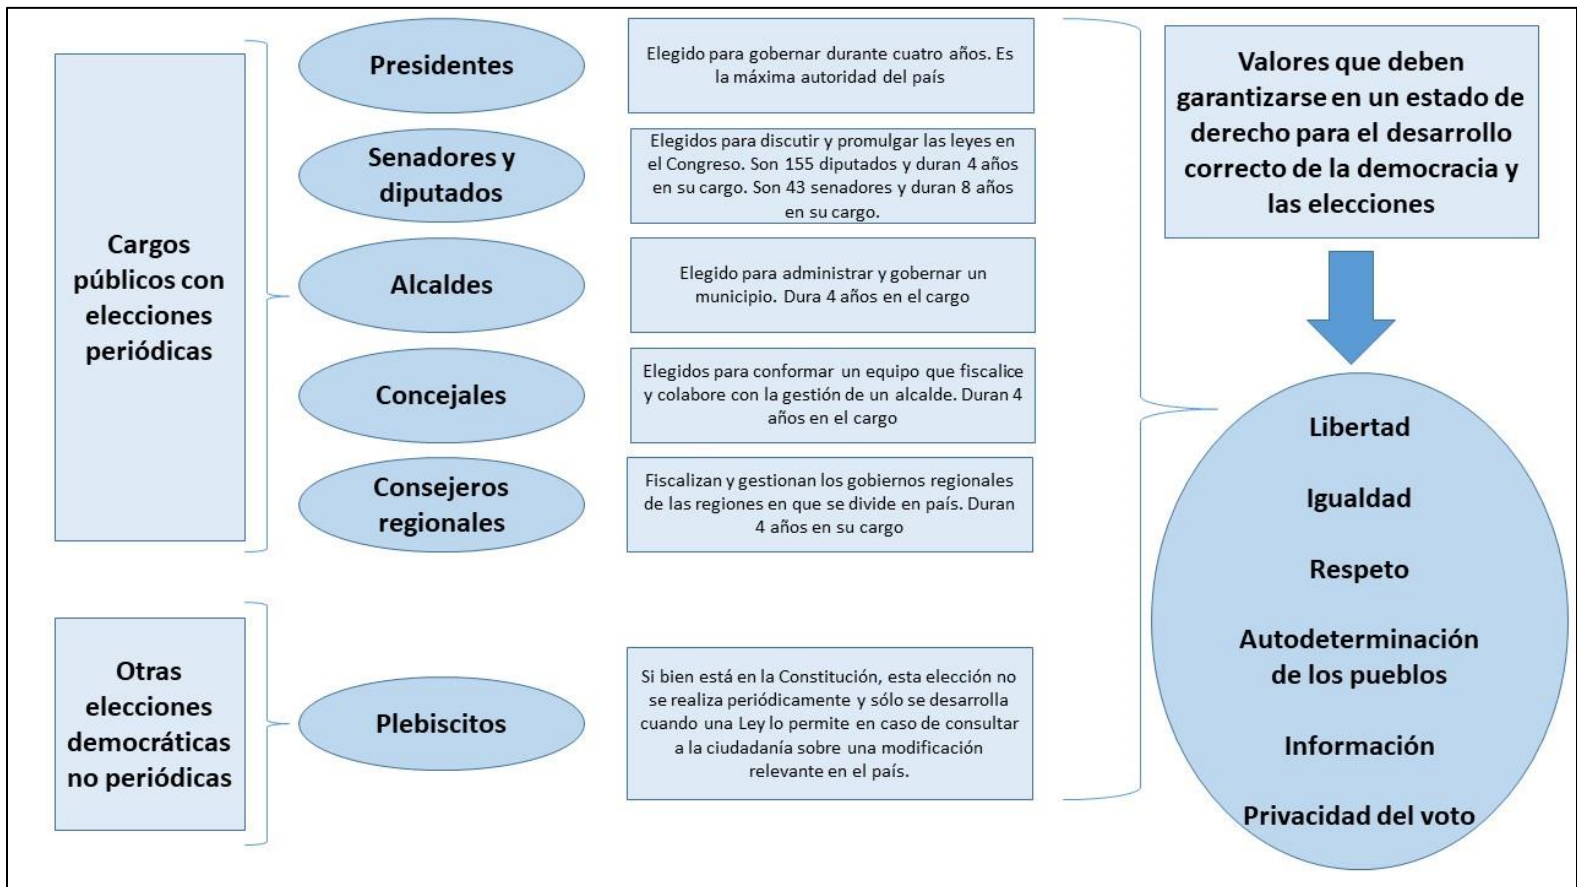 Cargos
públicos con
elecciones
periódicas
Presidentes
Elegido para gobernar durante cuatro años. Es
la máxima autoridad del país
Senadores y
diputados
Elegidos para discutir y promulgar las leyes en
el Congreso. Son 155 diputados y duran 4 años
en su cargo. Son 43 senadores y duran 8 años
en su cargo.
Alcaldes
Elegido para administrar y gobernar un
municipio. Dura 4 años en el cargo
Concejales
Elegidos para conformar un equipo que fiscalice
y colabore con la gestión de un alcalde. Duran 4
años en el cargo
Consejeros
regionales
Fiscalizan y gestionan los gobiernos regionales
de las regiones en que se divide en país. Duran
4 años en su cargo
Otras
elecciones
democráticas
no periódicas
Plebiscitos
Si bien está en la Constitución, esta elección no
se realiza periódicamente y sólo se desarrolla
cuando una Ley lo permite en caso de consultar
a la ciudadanía sobre una modificación
relevante en el país.
Valores que deben
garantizarse en un estado de
derecho para el desarrollo
correcto de la democracia y
las elecciones
Libertad
Igualdad
Respeto
Autodeterminación
de los pueblos
Información
Privacidad del voto